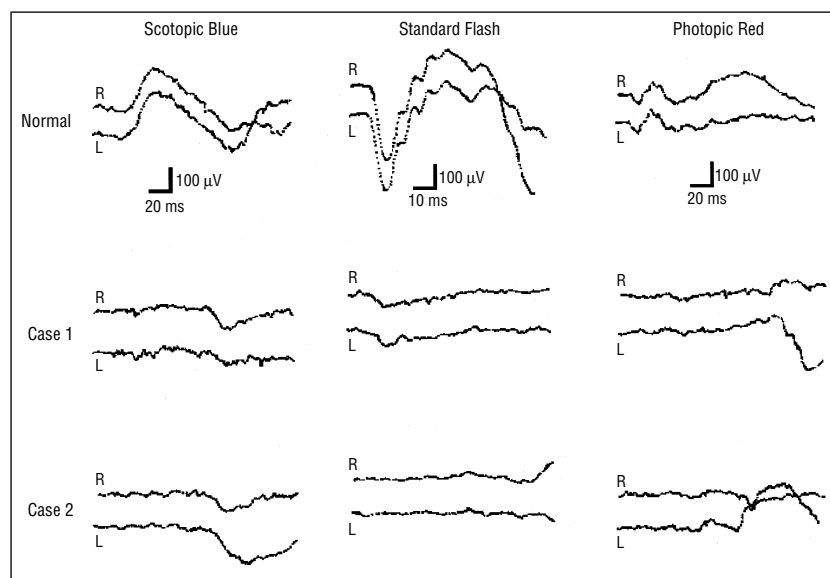 Scotopic Blue Standard Flash Photopic Red
Normal
R
L
100 µV
20 ms
R
L
100 µV
10 ms
R
L
100 µV
20 ms
Case 1
R
L
R
L
R
L
Case 2
R
L
R
L
R
L